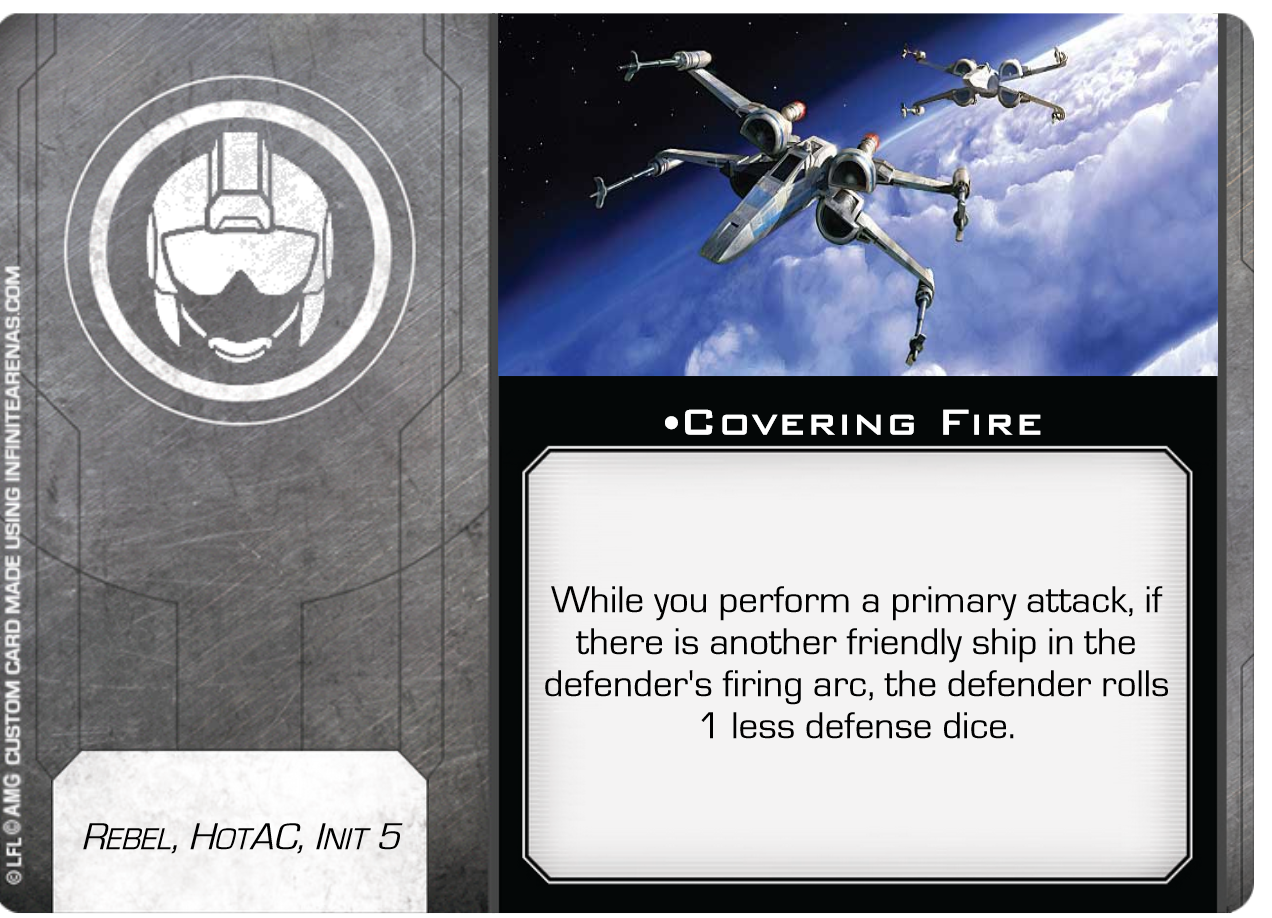 •Covering Fire
While you perform a primary attack, if
there is another friendly ship in the
defender's firing arc, the defender rolls
1 less defense dice.
Rebel, HotAC, Init 5
©LFL ©AMG CUSTOM CARD MADE USING INFINITEARENAS.COM